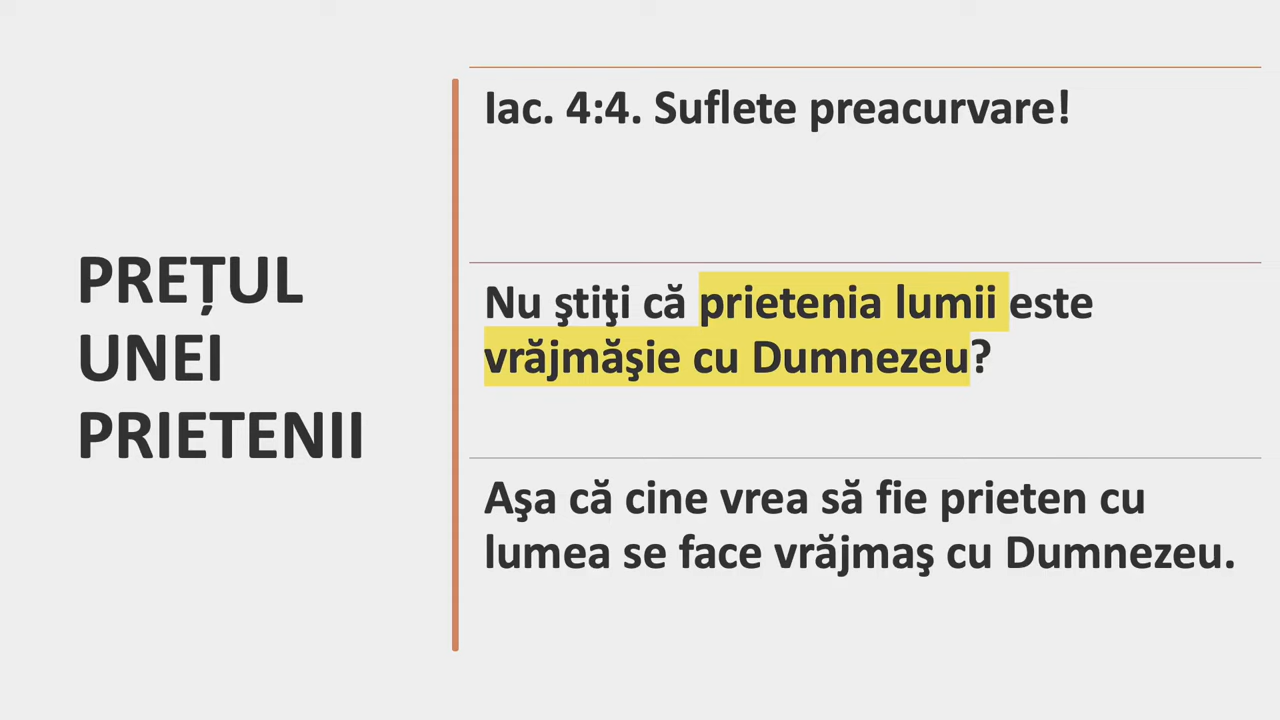 PREȚUL
UNEI
PRIETENII
Iac. 4:4. Suflete preacurvare!
Nu ştiţi că prietenia lumii este
vrăjmăşie cu Dumnezeu?
Aşa că cine vrea să fie prieten cu
lumea se face vrăjmaş cu Dumnezeu.